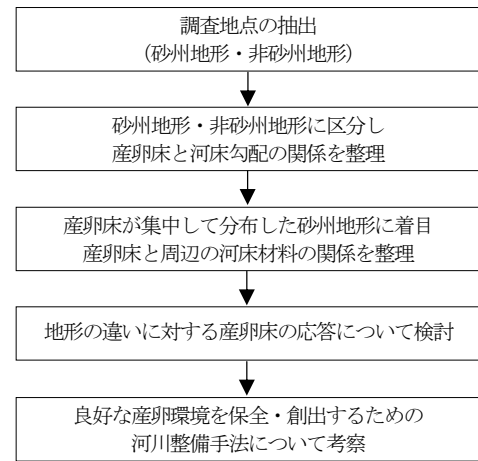 調査地点の抽出
(砂州地形・非砂州地形)
砂州地形・非砂州地形に区分し
産卵床と河床勾配の関係を整理
産卵床が集中して分布した砂州地形に着目
産卵床と周辺の河床材料の関係を整理
地形の違いに対する産卵床の応答について検討
良好な産卵環境を保全・創出するための
河川整備手法について考察